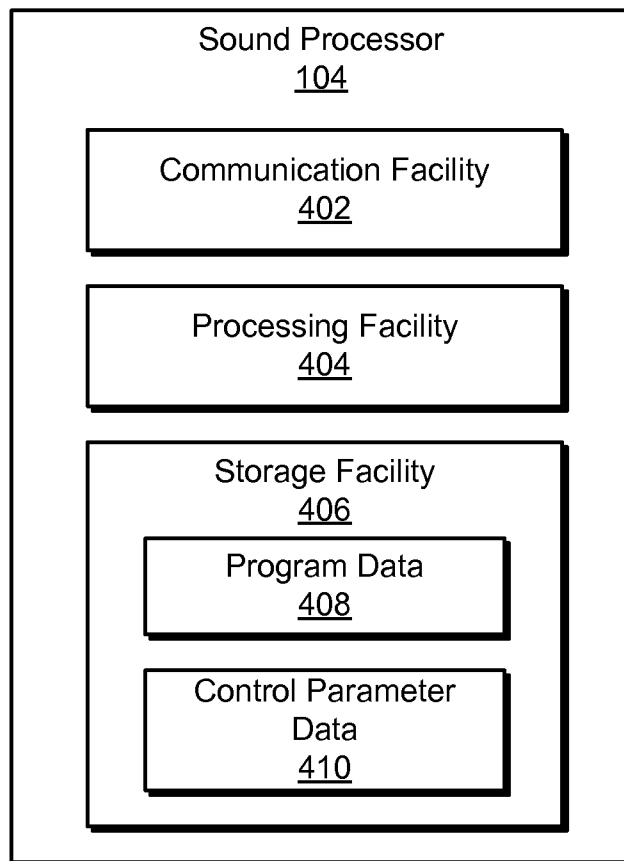 Sound Processor
104
Communication Facility
402
Processing Facility
404
Storage Facility
406
Program Data
408
Control Parameter
Data
410